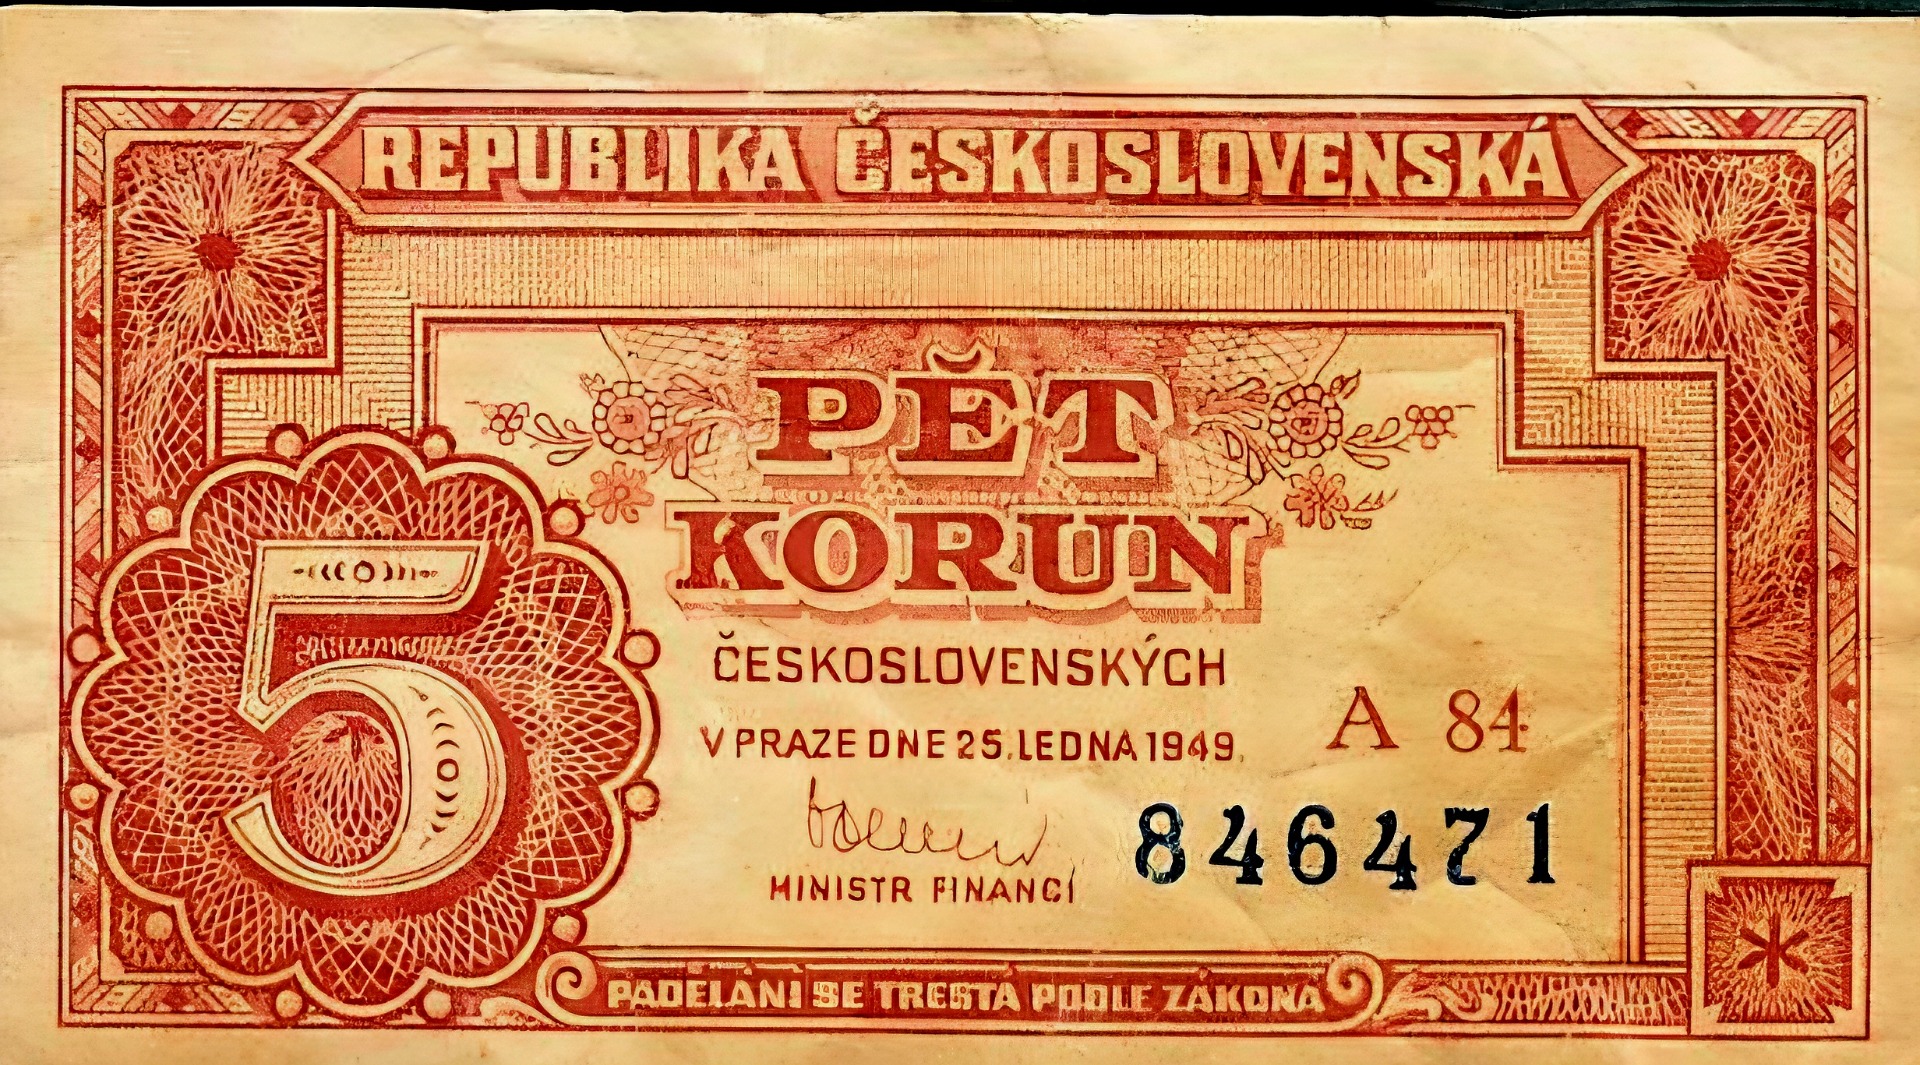 REPUBLIKA ČESKOSLOVENSKÁ
PĚT
KORUN
5
ČESKOSLOVENSKÝCH
V PRAZE DNE 25. LEDNA 1949.
A 84
846471
MINISTR FINANCÍ
PADĚLÁNÍ SE TRESTÁ PODLE ZÁKONA